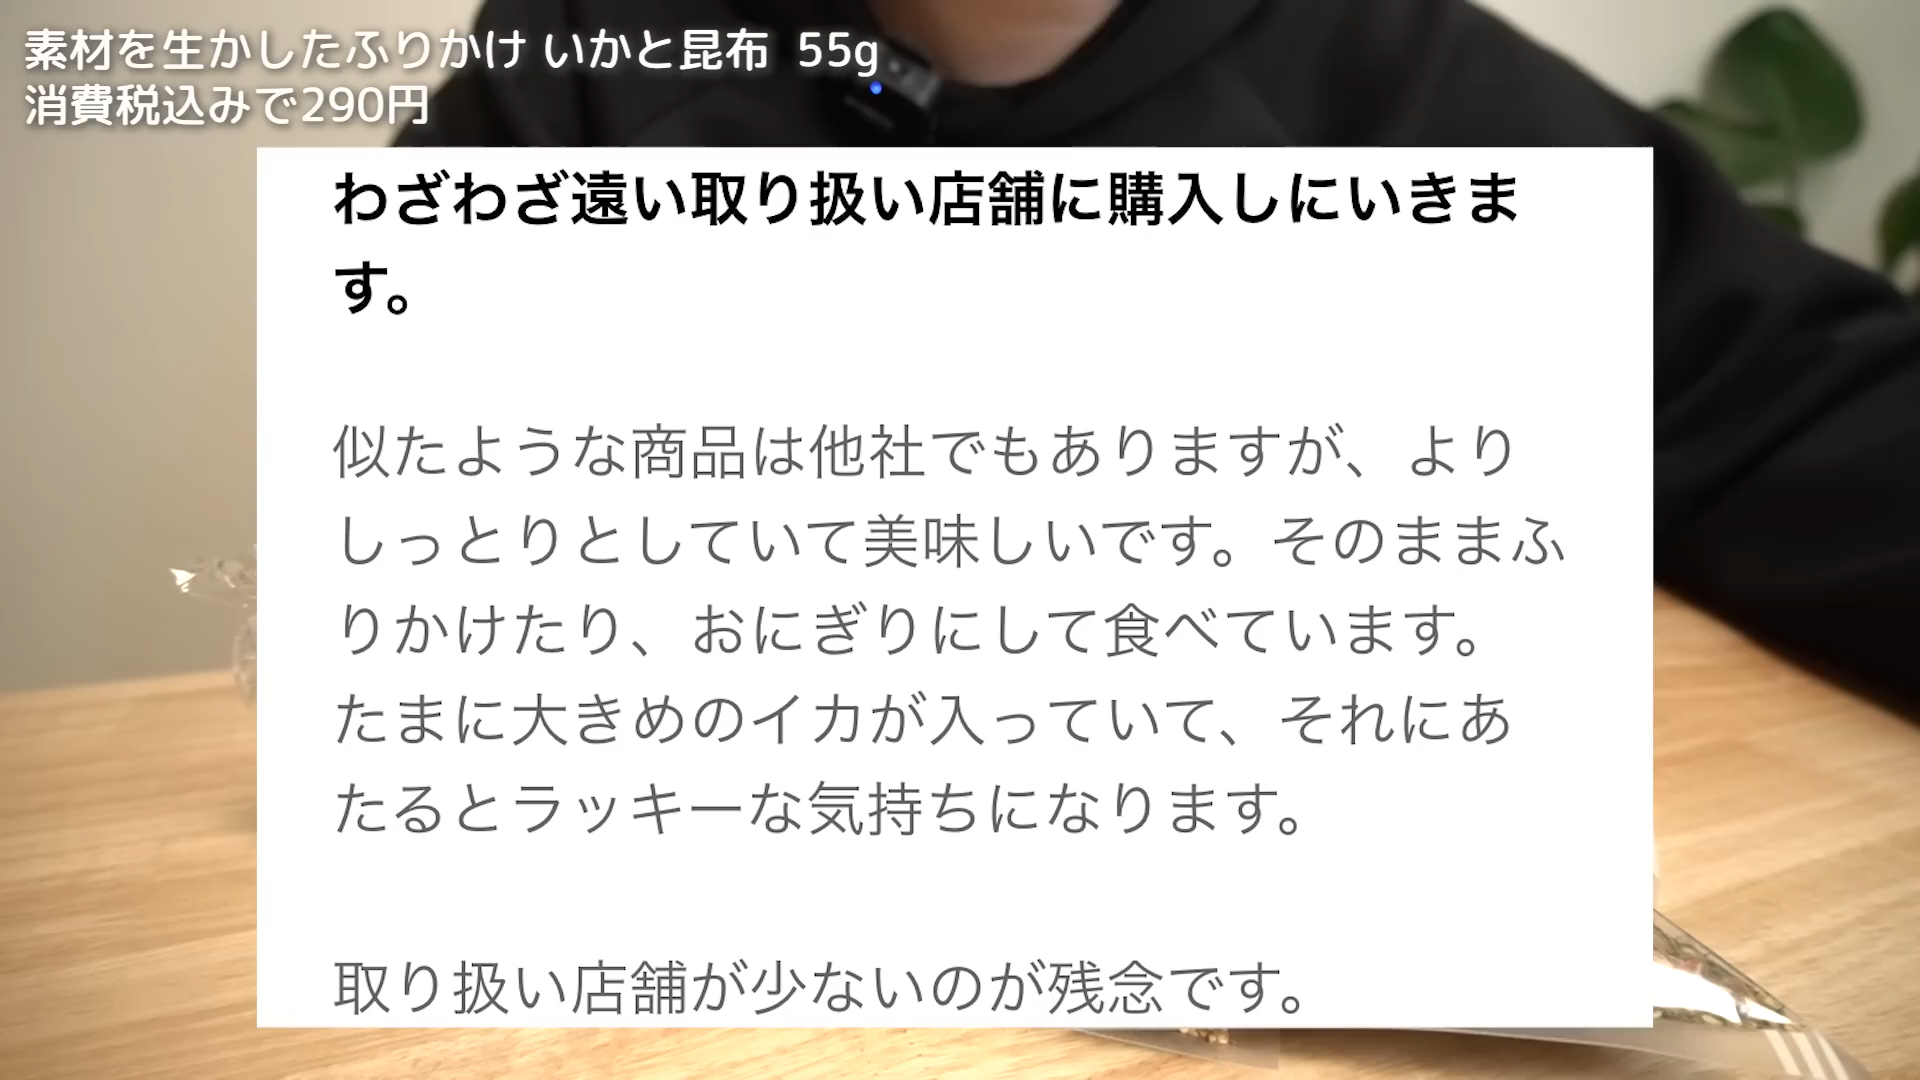 素材を生かしたふりかけ いかと昆布 55g
消費税込みで290円
わざわざ遠い取り扱い店舗に購入しにいきま
す。
似たような商品は他社でもありますが、より
しっとりとしていて美味しいです。そのままふ
りかけたり、おにぎりにして食べています。
たまに大きめのイカが入っていて、それにあ
たるとラッキーな気持ちになります。
取り扱い店舗が少ないのが残念です。